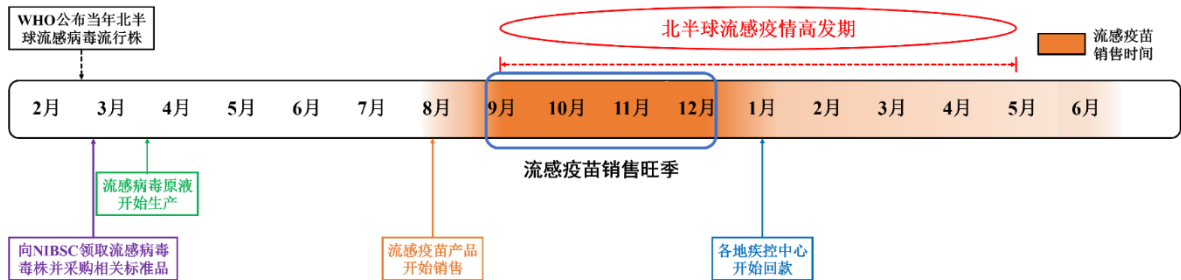 WHO公布当年北半
球流感病毒流行株
北半球流感疫情高发期
流感疫苗
销售时间
2月 3月 4月 5月 6月 7月 8月 9月 10月 11月 12月 1月 2月 3月 4月 5月 6月
流感疫苗销售旺季
流感病毒原液
开始生产
向NIBSC领取流感病毒
毒株并采购相关标准品
流感疫苗产品
开始销售
各地疾控中心
开始回款